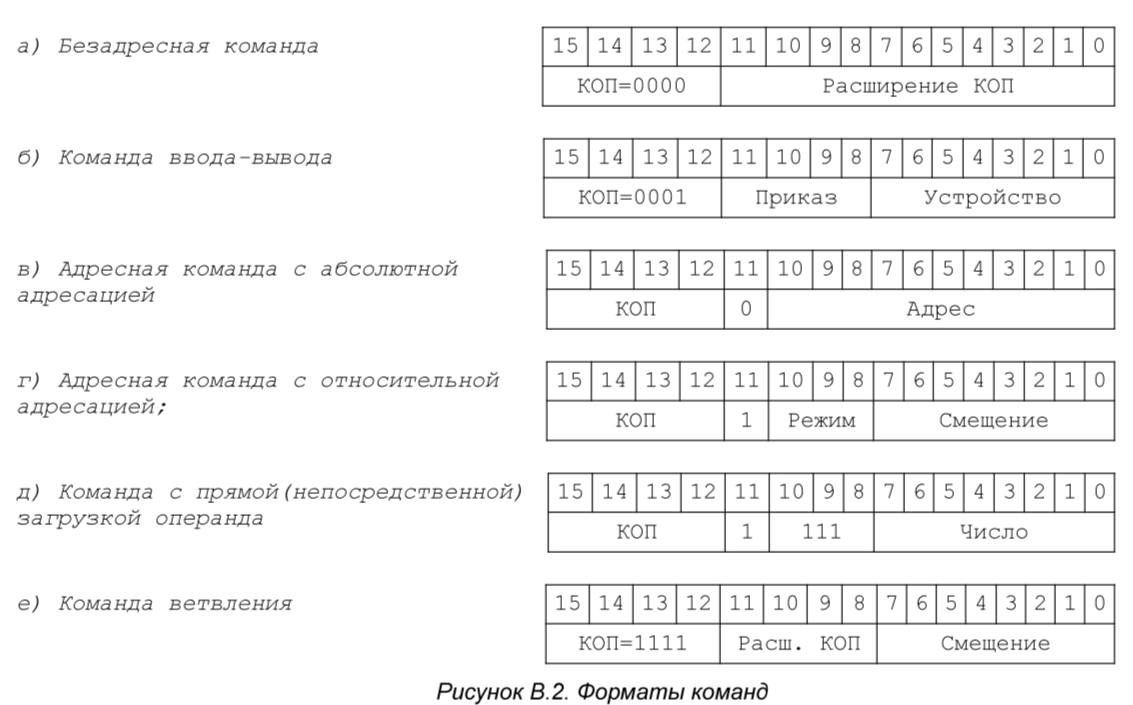 а) Безадресная команда
15 14 13 12 11 10 9 8 7 6 5 4 3 2 1 0
КОП=0000 Расширение КОП
б) Команда ввода-вывода
15 14 13 12 11 10 9 8 7 6 5 4 3 2 1 0
КОП=0001 Приказ Устройство
в) Адресная команда с абсолютной
адресацией
15 14 13 12 11 10 9 8 7 6 5 4 3 2 1 0
КОП 0 Адрес
г) Адресная команда с относительной
адресацией;
15 14 13 12 11 10 9 8 7 6 5 4 3 2 1 0
КОП 1 Режим Смещение
д) Команда с прямой(непосредственной)
загрузкой операнда
15 14 13 12 11 10 9 8 7 6 5 4 3 2 1 0
КОП 1 111 Число
е) Команда ветвления
15 14 13 12 11 10 9 8 7 6 5 4 3 2 1 0
КОП=1111 Расш. КОП Смещение
Рисунок В.2. Форматы команд